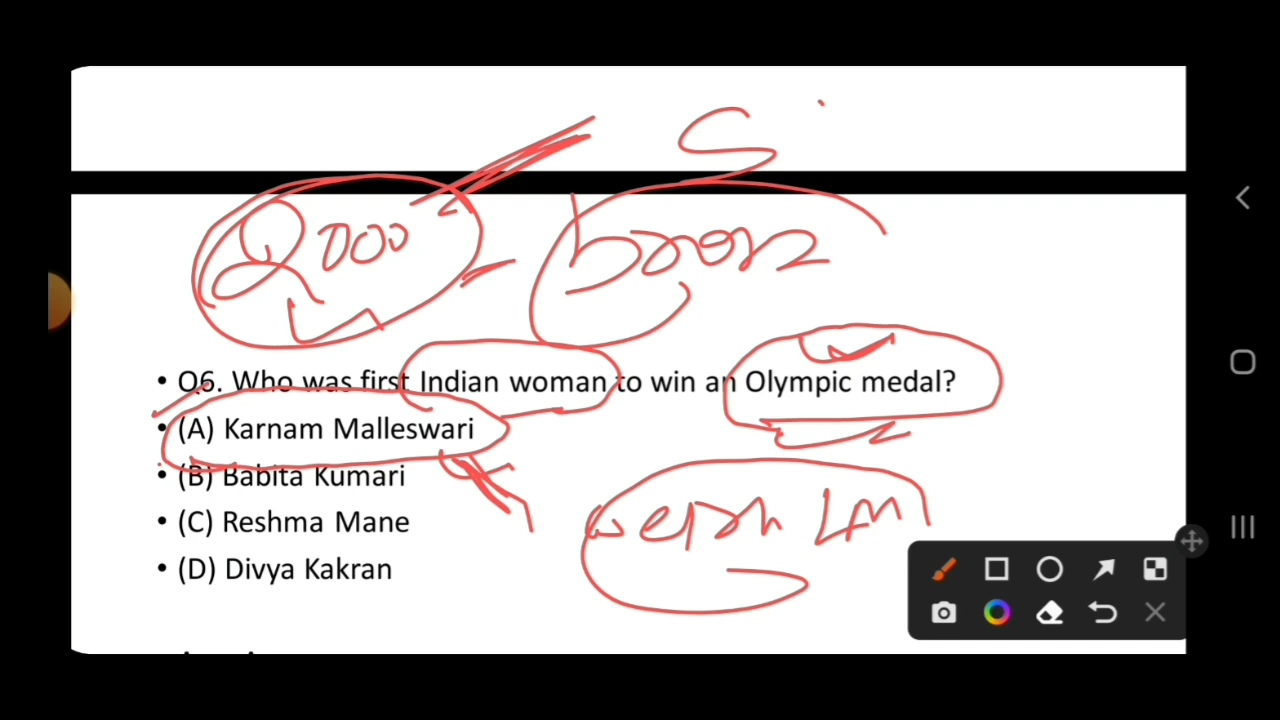 S
2000 - bronz
• Q6. Who was first Indian woman to win an Olympic medal?
• (A) Karnam Malleswari
• (B) Babita Kumari
• (C) Reshma Mane
• (D) Divya Kakran